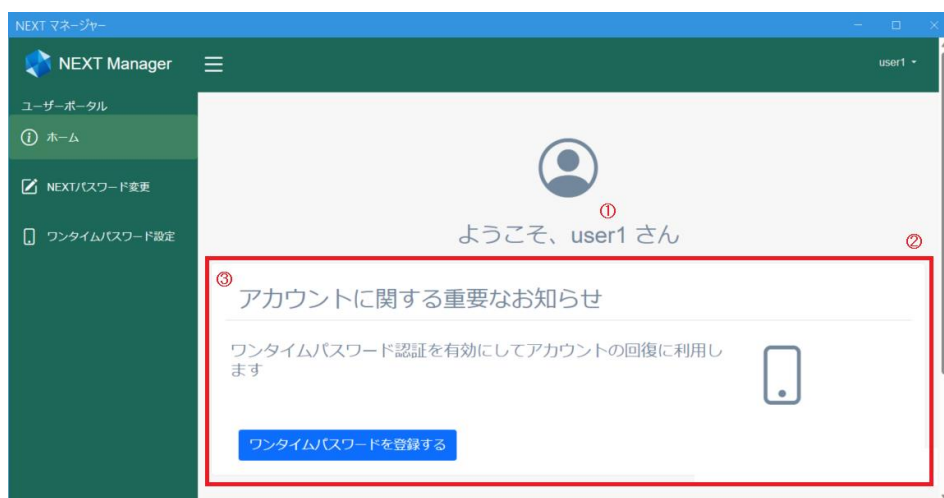 NEXT マネージャー
NEXT Manager
user1
ユーザーポータル
ホーム
NEXTパスワード変更
ワンタイムパスワード設定
①
ようこそ、user1 さん
②
③
アカウントに関する重要なお知らせ
ワンタイムパスワード認証を有効にしてアカウントの回復に利用し
ます
ワンタイムパスワードを登録する